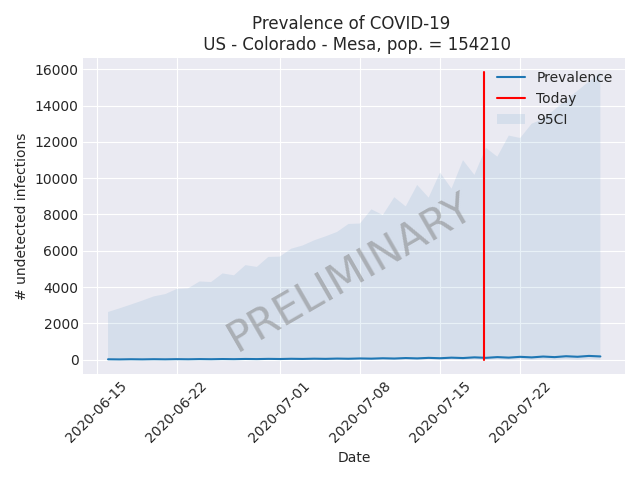 Prevalence of COVID-19
US - Colorado - Mesa, pop. = 154210
16000
14000
12000
10000
8000
6000
4000
2000
0
# undetected infections
Prevalence
Today
95CI
PRELIMINARY
2020-06-15
2020-06-22
2020-07-01
2020-07-08
2020-07-15
2020-07-22
Date